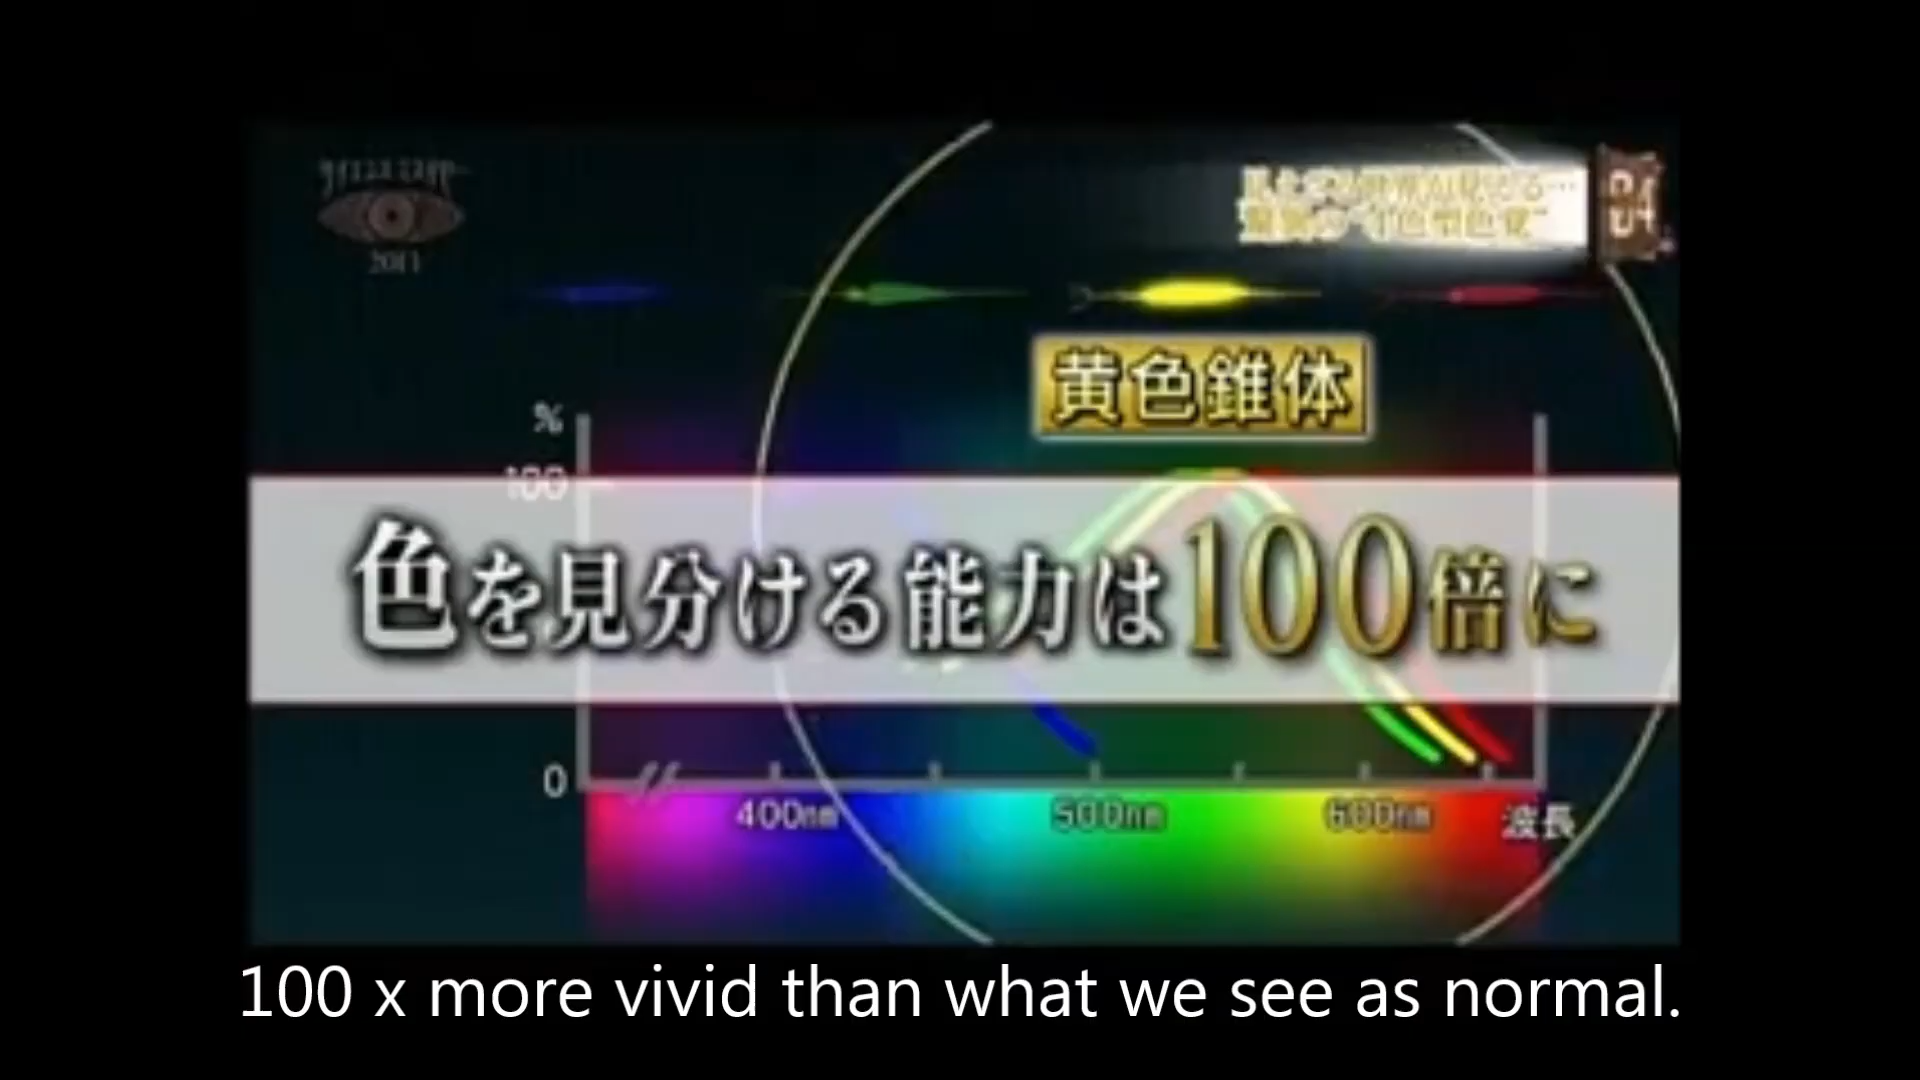 2011
黄色錐体
%
100
色を見分ける能力は100倍に
0
400nm 500nm 600nm 波長
100 x more vivid than what we see as normal.